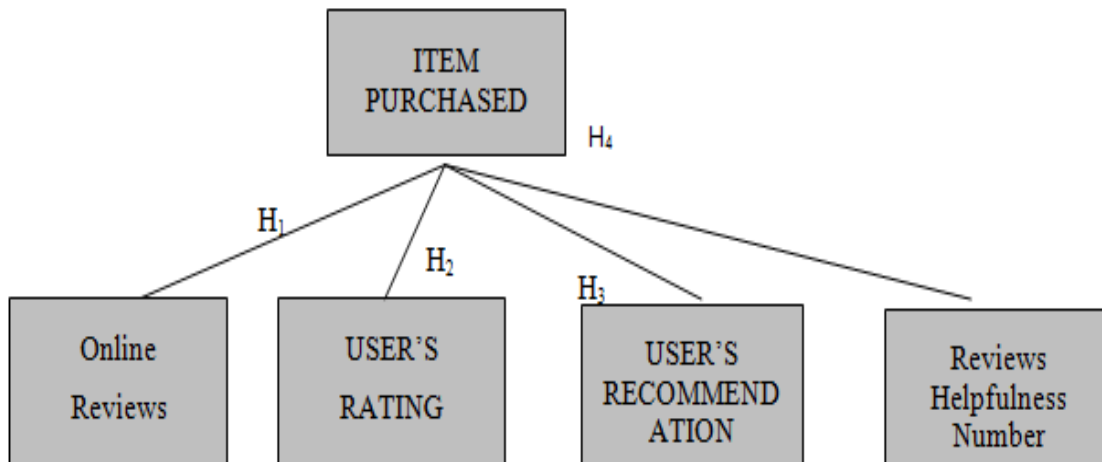 ITEM
PURCHASED
H₄
H₁
H₂
H₃
Online
Reviews
USER’S
RATING
USER’S
RECOMMEND
ATION
Reviews
Helpfulness
Number